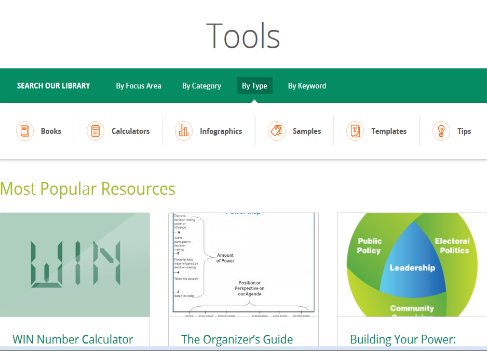 Tools
SEARCH OUR LIBRARY By Focus Area By Category By Type By Keyword
Books Calculators Infographics Samples Templates Tips
Most Popular Resources
WIN
Amount
of Power
Position or
Perspective on
our Agenda
Public
Policy
Electoral
Politics
Leadership
Community
WIN Number Calculator
The Organizer's Guide
Building Your Power: